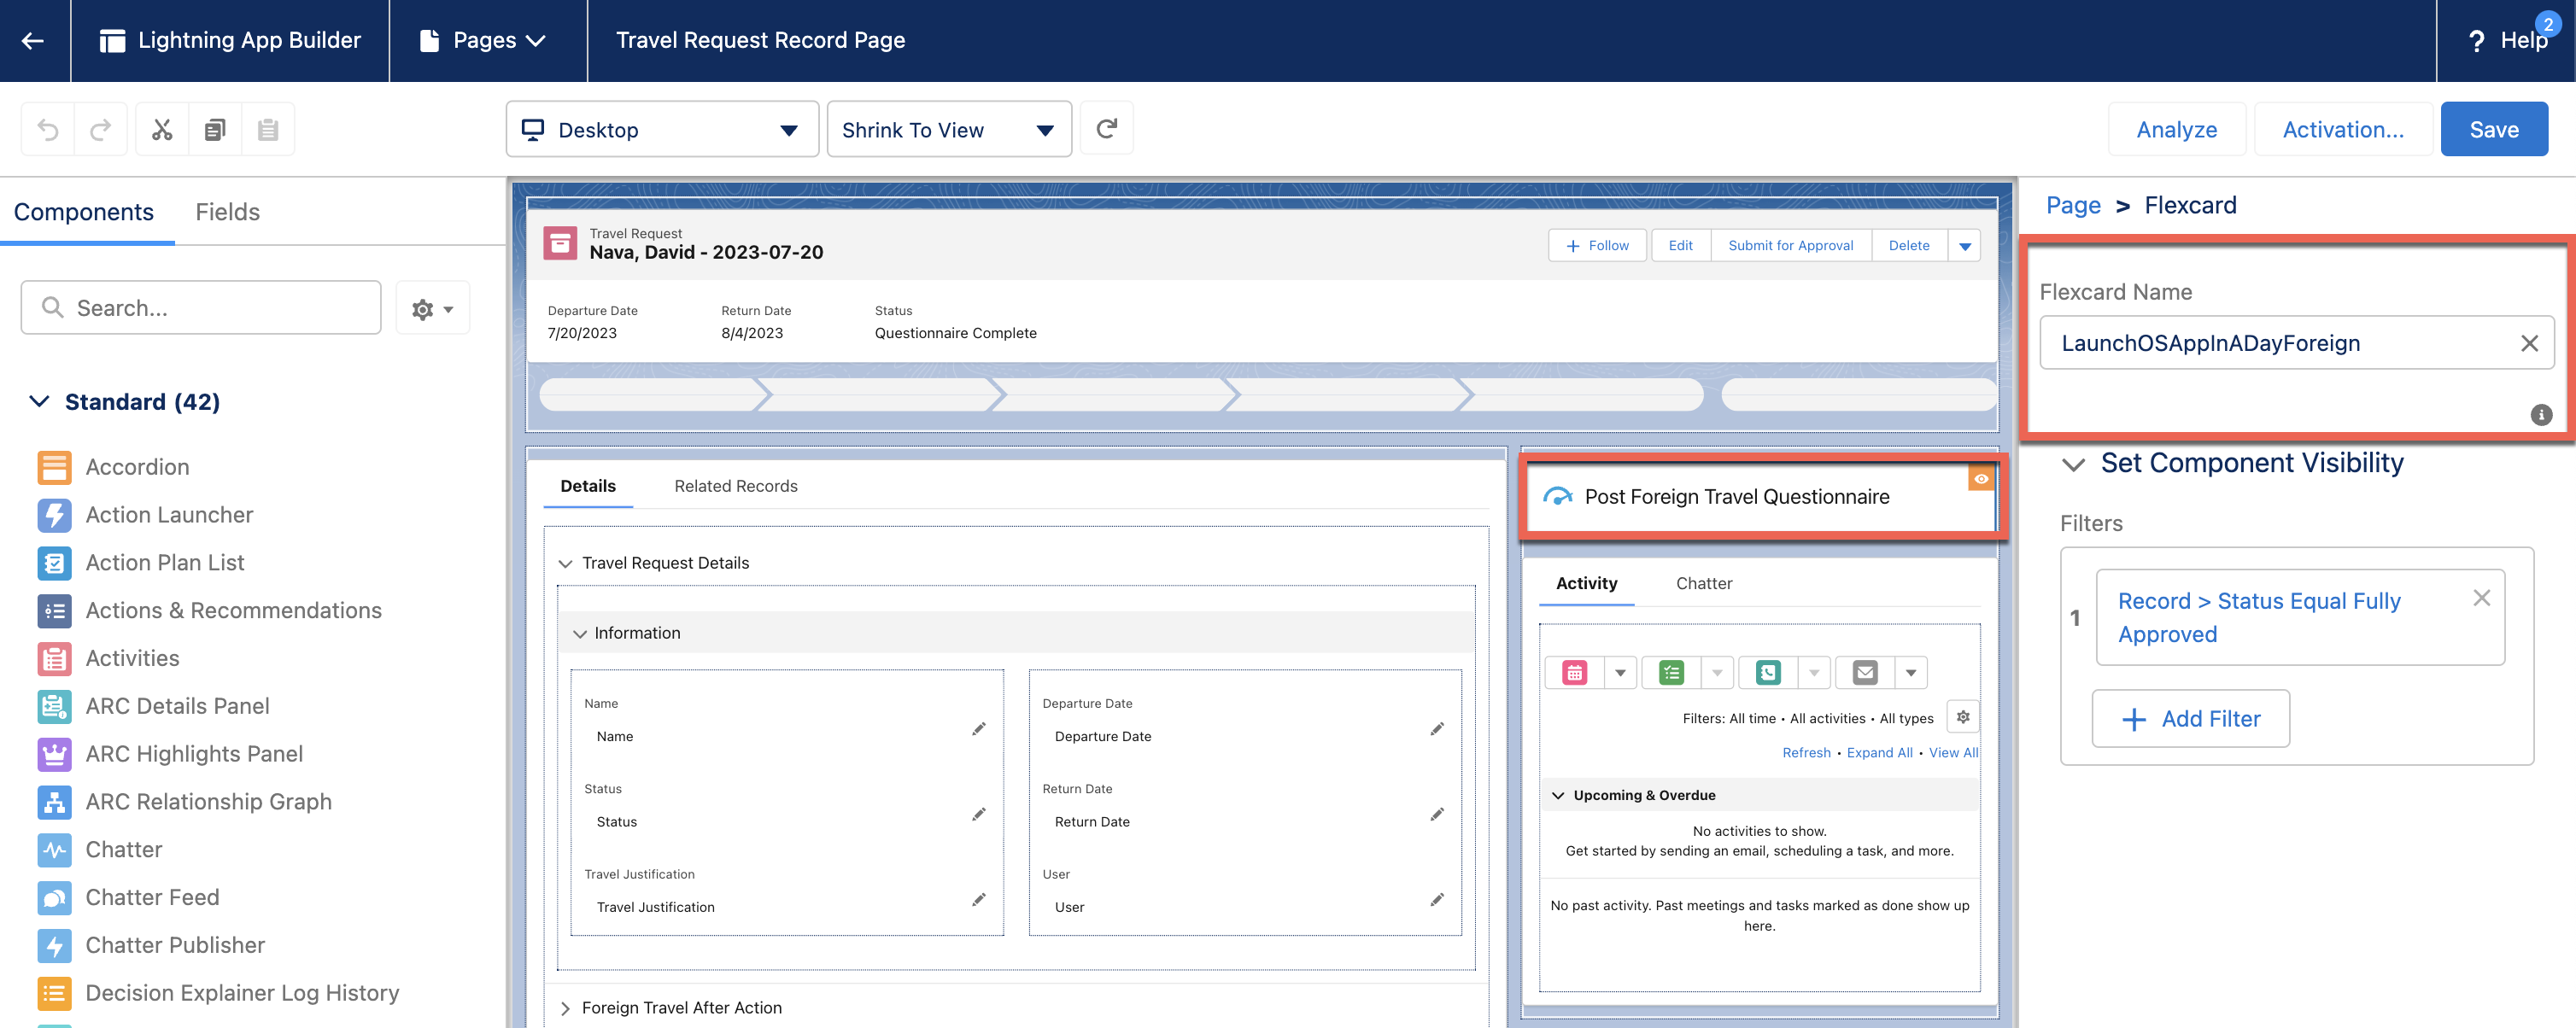 Lightning App Builder
Pages
Travel Request Record Page
? Help
2
Desktop
Shrink To View
Analyze
Activation...
Save
Components
Fields
Search...
Standard (42)
Accordion
Action Launcher
Action Plan List
Actions & Recommendations
Activities
ARC Details Panel
ARC Highlights Panel
ARC Relationship Graph
Chatter
Chatter Feed
Chatter Publisher
Decision Explainer Log History
Travel Request
Nava, David - 2023-07-20
+ Follow
Edit
Submit for Approval
Delete
Departure Date
7/20/2023
Return Date
8/4/2023
Status
Questionnaire Complete
Details
Related Records
Travel Request Details
Information
Name
Name
Departure Date
Departure Date
Status
Status
Return Date
Return Date
Travel Justification
Travel Justification
User
User
Foreign Travel After Action
Post Foreign Travel Questionnaire
Activity
Chatter
Filters: All time • All activities • All types
Refresh • Expand All • View All
Upcoming & Overdue
No activities to show.
Get started by sending an email, scheduling a task, and more.
No past activity. Past meetings and tasks marked as done show up
here.
Page > Flexcard
Flexcard Name
LaunchOSAppInADayForeign
Set Component Visibility
Filters
1
Record > Status Equal Fully
Approved
+ Add Filter